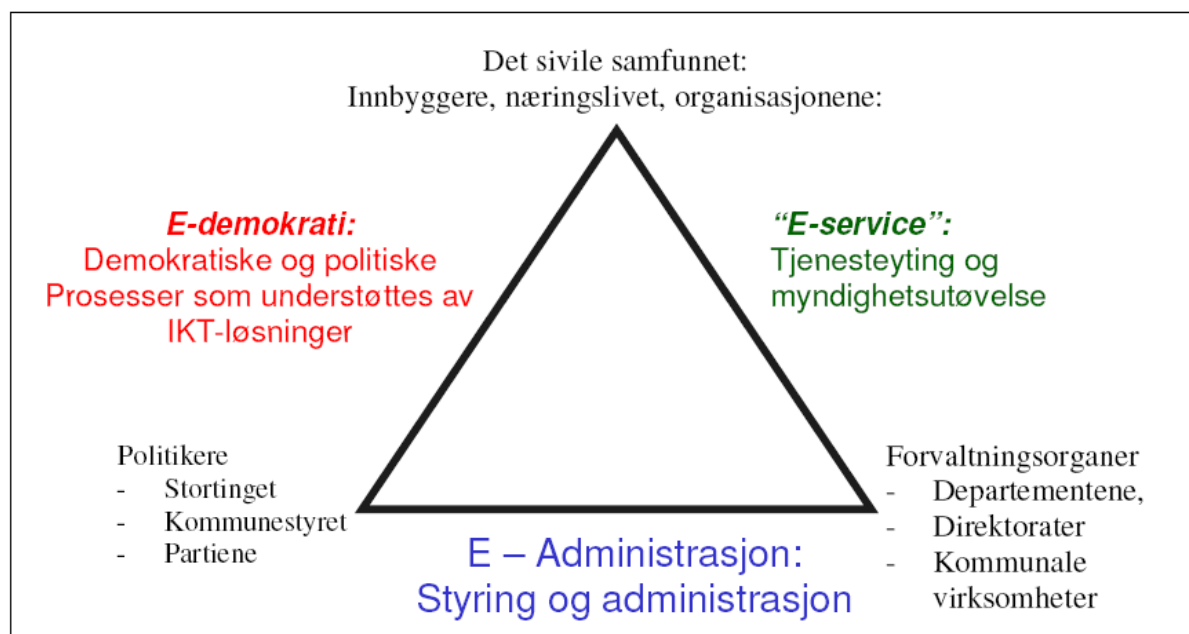 Det sivile samfunnet:
Innbyggere, næringslivet, organisasjonene:
E-demokrati:
Demokratiske og politiske
Prosesser som understøttes av
IKT-løsninger
“E-service”:
Tjenesteyting og
myndighetsutøvelse
Politikere
- Stortinget
- Kommunestyret
- Partiene
E – Administrasjon:
Styring og administrasjon
Forvaltningsorganer
- Departementene,
- Direktorater
- Kommunale
virksomheter